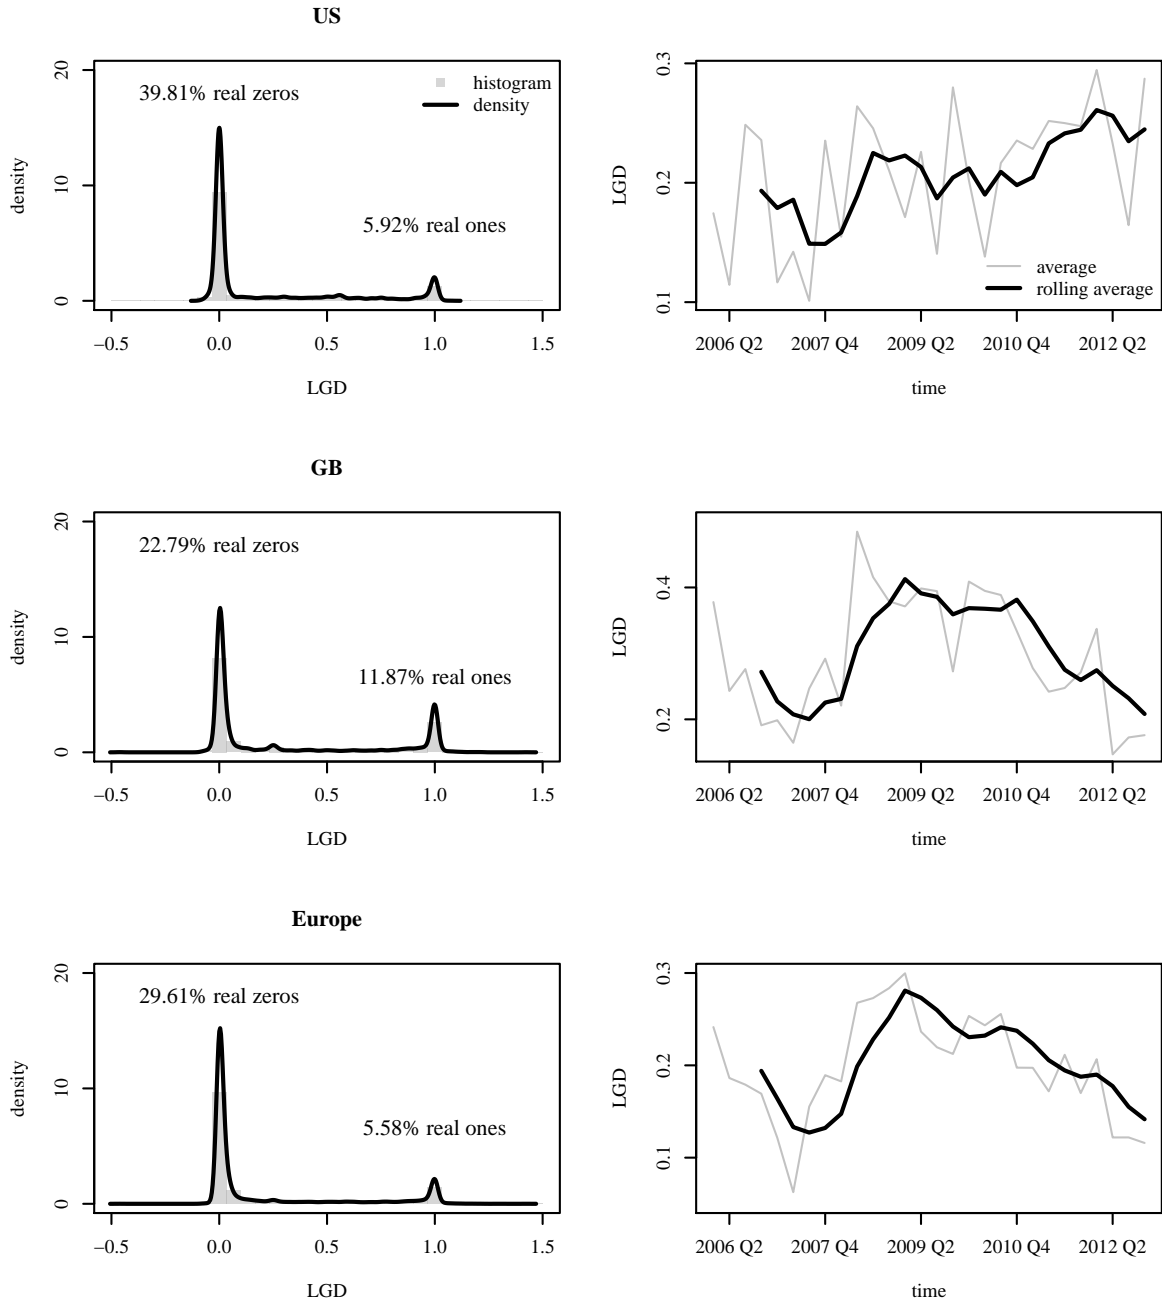 US
20
10
0
density
39.81% real zeros
histogram
density
5.92% real ones
−0.5 0.0 0.5 1.0 1.5
LGD
0.3
0.2
0.1
LGD
average
rolling average
2006 Q2 2007 Q4 2009 Q2 2010 Q4 2012 Q2
time
GB
20
10
0
density
22.79% real zeros
11.87% real ones
−0.5 0.0 0.5 1.0 1.5
LGD
0.4
0.2
LGD
2006 Q2 2007 Q4 2009 Q2 2010 Q4 2012 Q2
time
Europe
20
10
0
density
29.61% real zeros
5.58% real ones
−0.5 0.0 0.5 1.0 1.5
LGD
0.3
0.2
0.1
LGD
2006 Q2 2007 Q4 2009 Q2 2010 Q4 2012 Q2
time